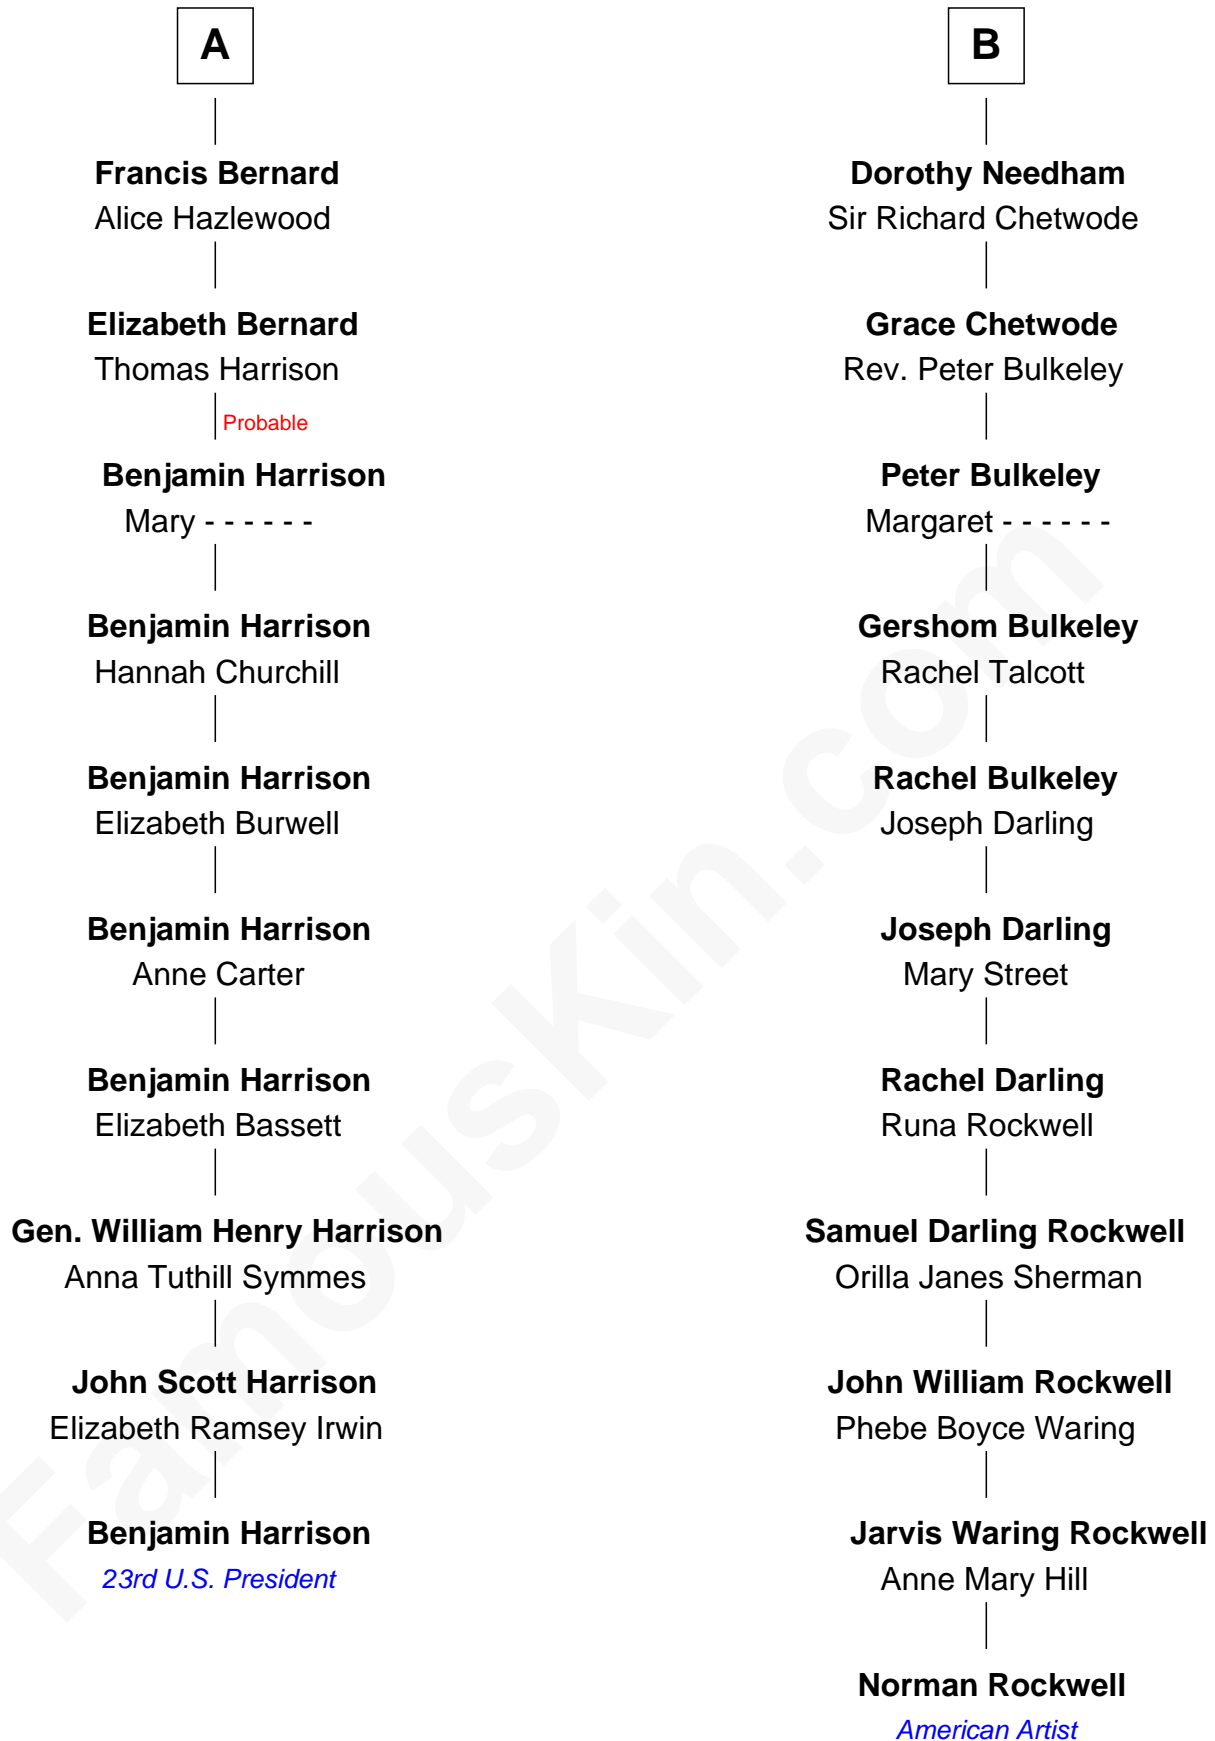 A
Francis Bernard
Alice Hazlewood
Elizabeth Bernard
Thomas Harrison
Probable
Benjamin Harrison
Mary - - - - - -
Benjamin Harrison
Hannah Churchill
Benjamin Harrison
Elizabeth Burwell
Benjamin Harrison
Anne Carter
Benjamin Harrison
Elizabeth Bassett
Gen. William Henry Harrison
Anna Tuthill Symmes
John Scott Harrison
Elizabeth Ramsey Irwin
Benjamin Harrison
23rd U.S. President
B
Dorothy Needham
Sir Richard Chetwode
Grace Chetwode
Rev. Peter Bulkeley
Peter Bulkeley
Margaret - - - - - -
Gershom Bulkeley
Rachel Talcott
Rachel Bulkeley
Joseph Darling
Joseph Darling
Mary Street
Rachel Darling
Runa Rockwell
Samuel Darling Rockwell
Orilla Janes Sherman
John William Rockwell
Phebe Boyce Waring
Jarvis Waring Rockwell
Anne Mary Hill
Norman Rockwell
American Artist
FamousKin.com